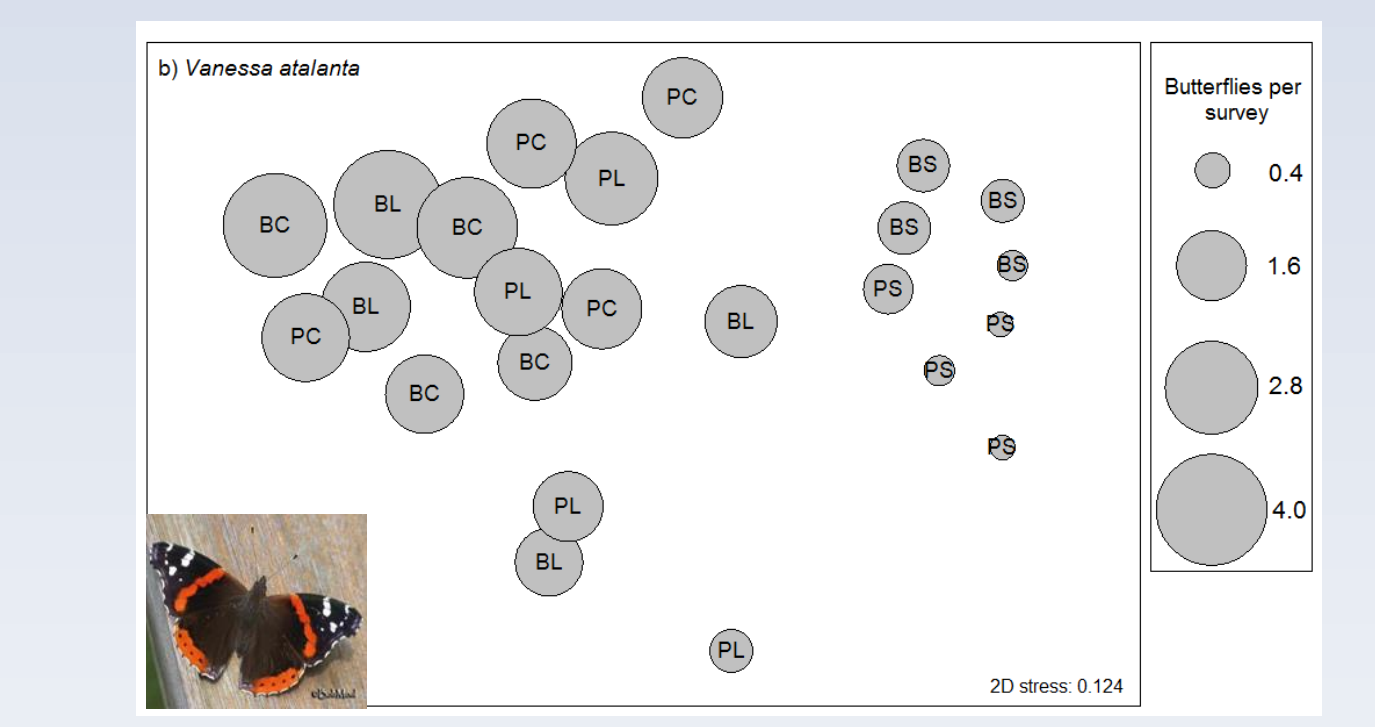 b) Vanessa atalanta
PC
PC
PL
BL
BC
BC
BL
PL
PC
PC
BC
BC
BL
PL
BL
PL
BS
BS
BS
BS
PS
PS
PS
PS
2D stress: 0.124
Butterflies per
survey
0.4
1.6
2.8
4.0